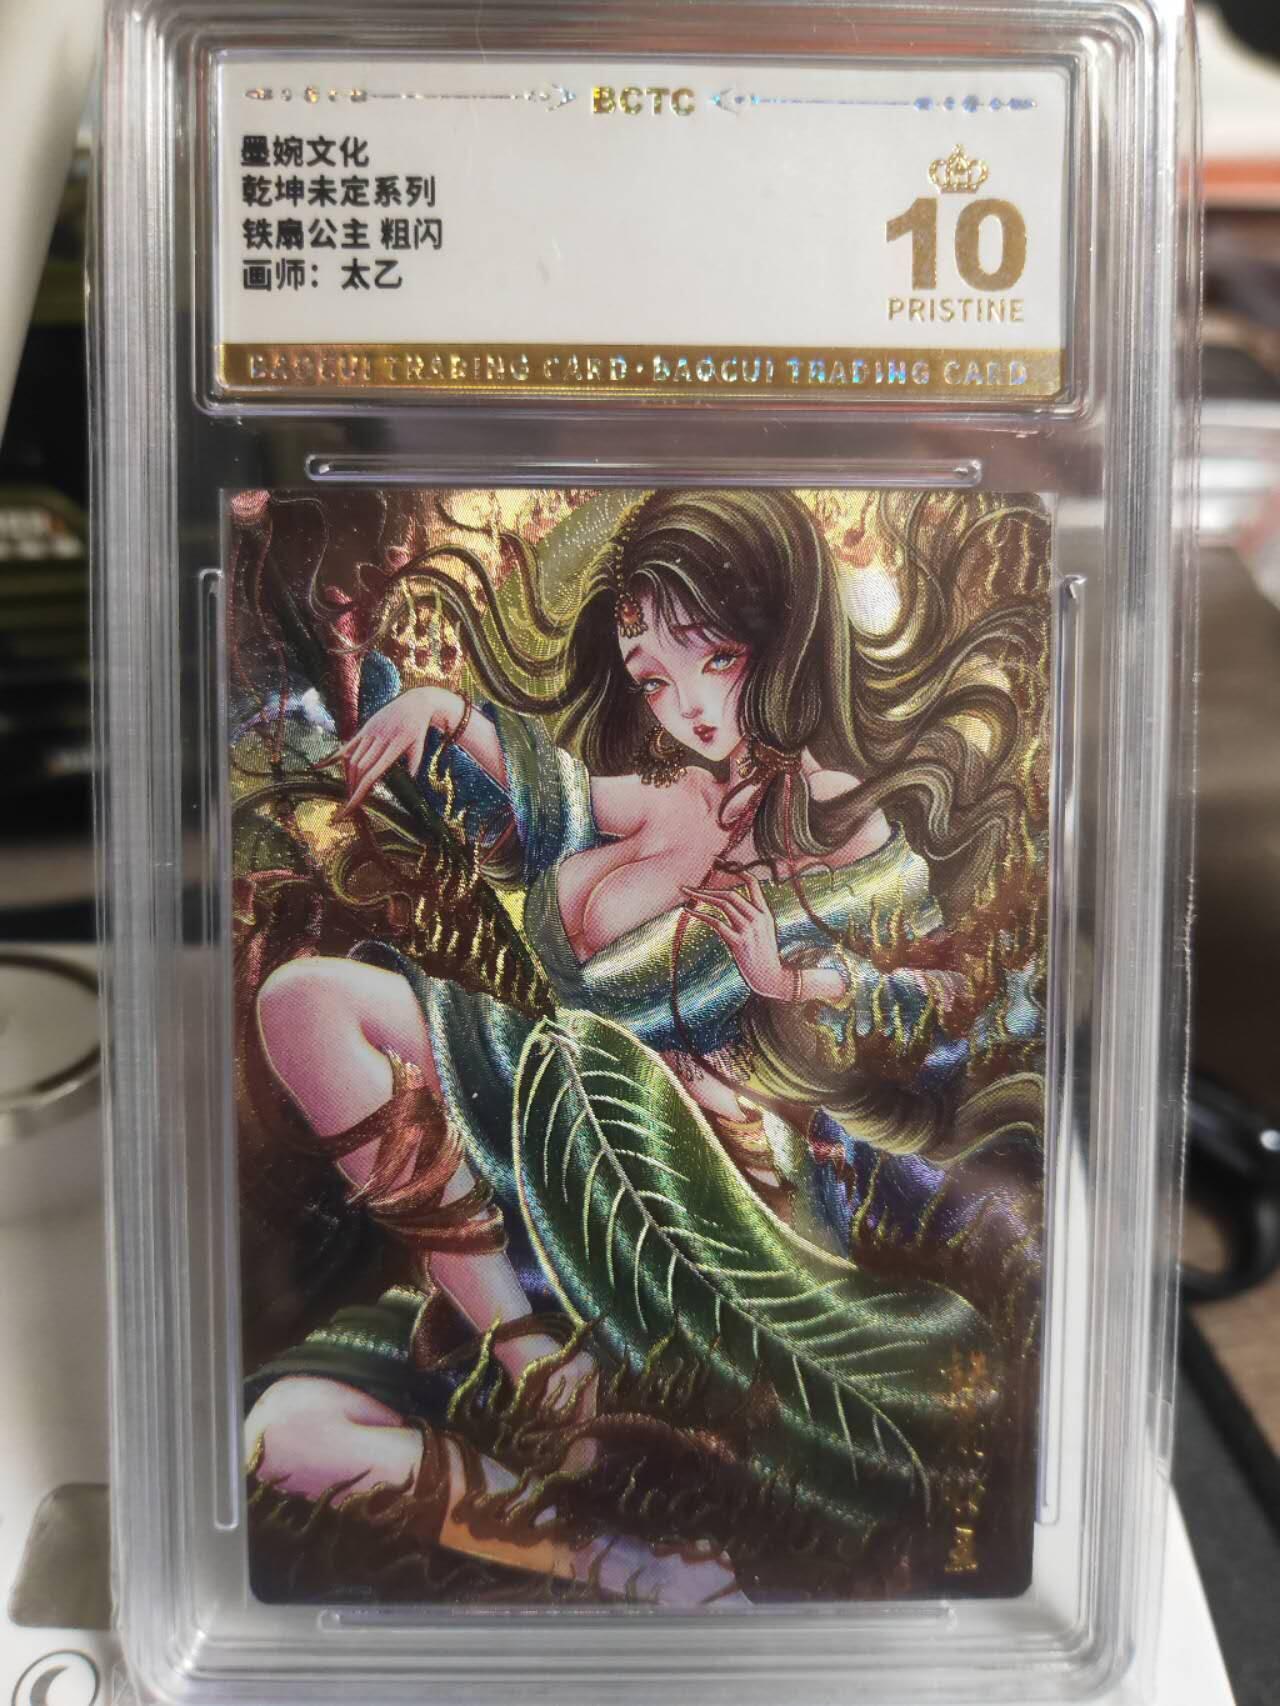 BCTC
墨婉文化
乾坤未定系列
铁扇公主 粗闪
画师：太乙
10
PRISTINE
BAOCUI TRADING CARD · BAOCUI TRADING CARD